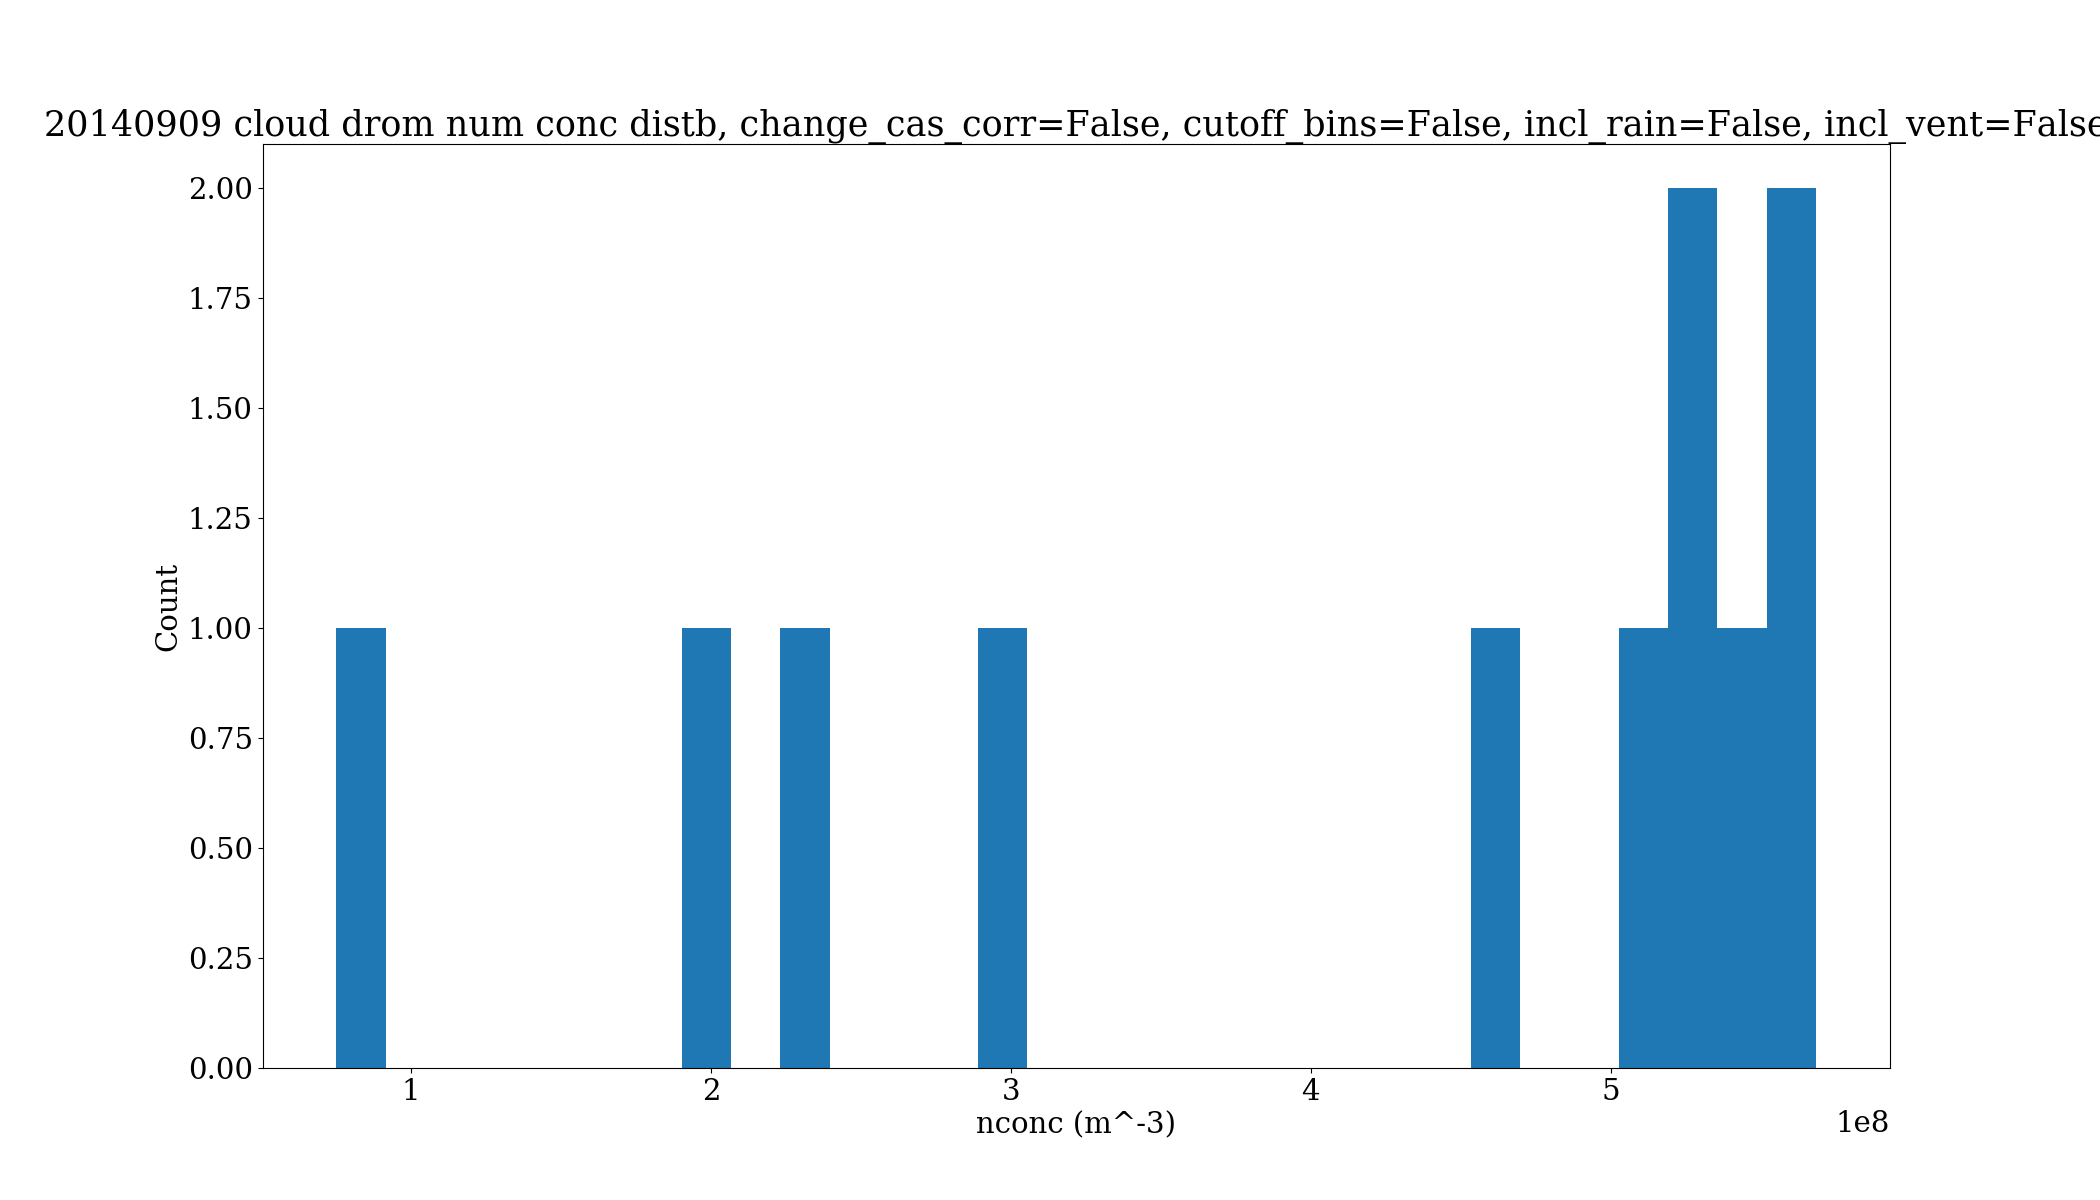 20140909 cloud drom num conc distb, change_cas_corr=False, cutoff_bins=False, incl_rain=False, incl_vent=False
2.00
1.75
1.50
1.25
1.00
0.75
0.50
0.25
0.00
Count
1 2 3 4 5
nconc (m^-3)
1e8